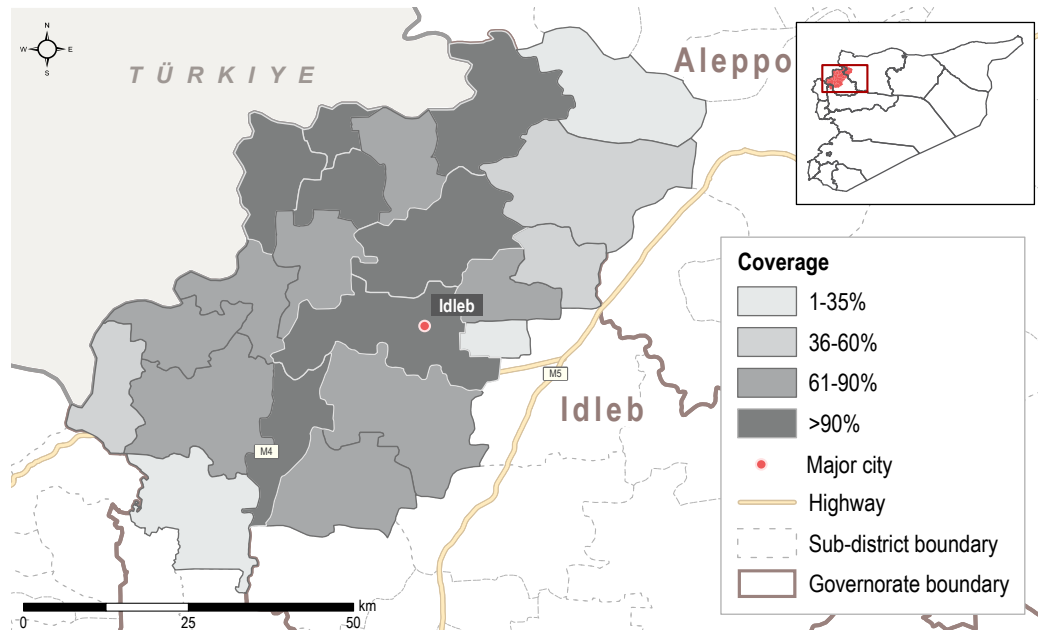 N
W E
S
TÜRKIYE
Aleppo
Idleb
M5
Idleb
M4
Coverage
1-35%
36-60%
61-90%
>90%
Major city
Highway
Sub-district boundary
Governorate boundary
km
0 25 50